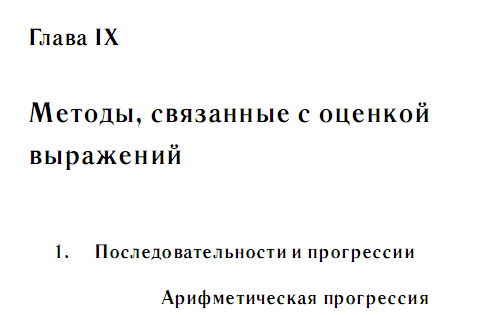 Глава IX
Методы, связанные с оценкой
выражений
1. Последовательности и прогрессии
Арифметическая прогрессия